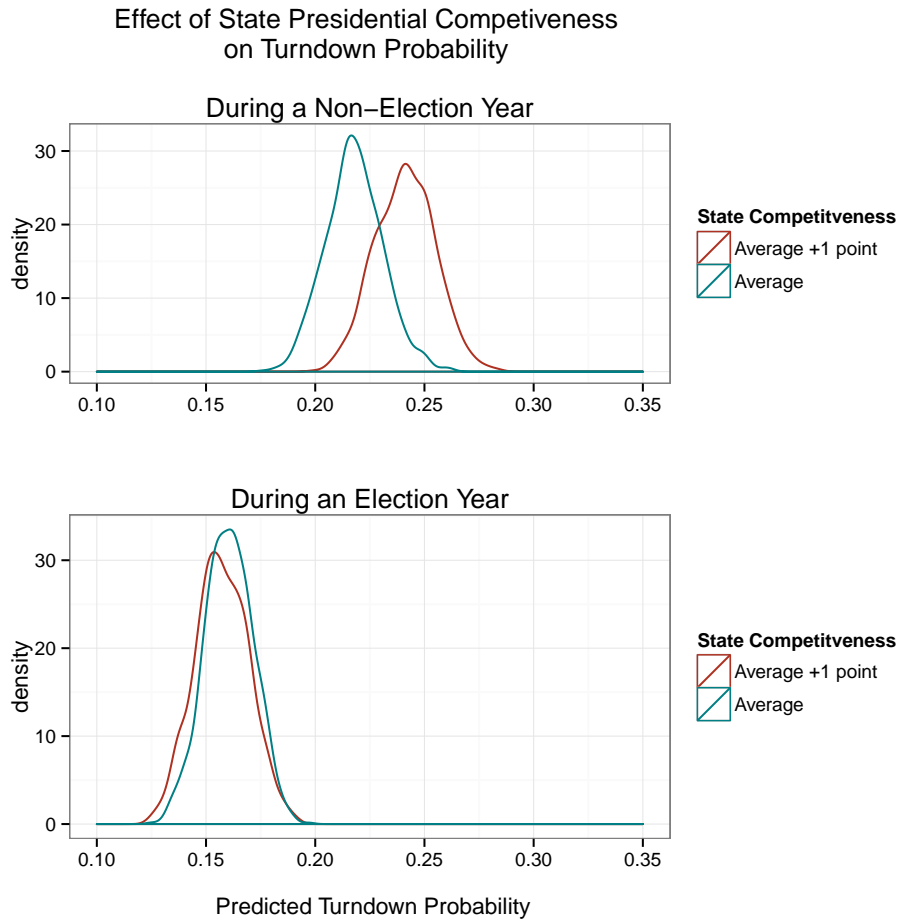 Effect of State Presidential Competiveness
on Turndown Probability
During a Non−Election Year
30
20
10
0
density
0.10 0.15 0.20 0.25 0.30 0.35
State Competitveness
Average +1 point
Average
During an Election Year
30
20
10
0
density
0.10 0.15 0.20 0.25 0.30 0.35
State Competitveness
Average +1 point
Average
Predicted Turndown Probability